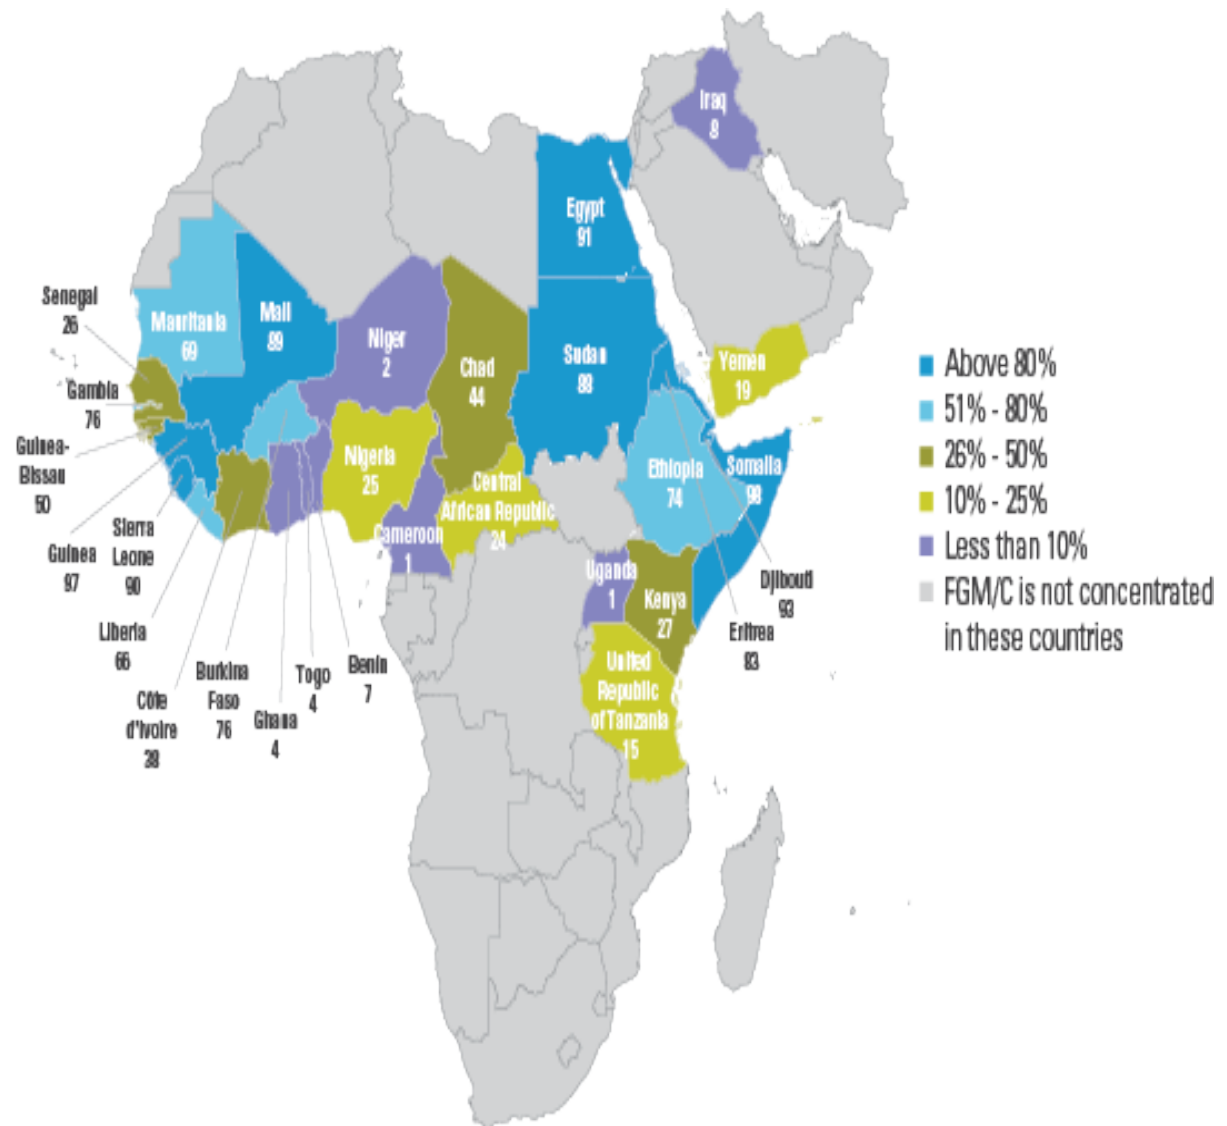 Iraq
8
Egypt
91
Senegal
26
Mauritania
69
Mali
89
Niger
2
Chad
44
Sudan
88
Yemen
19
Gambia
76
Guinea-
Bissau
50
Nigeria
25
Central
African Republic
24
Ethiopia
74
Somalia
98
Guinea
97
Sierra
Leone
90
Cameroon
1
Uganda
1
Kenya
27
Djibouti
93
Eritrea
83
Liberia
66
Côte
d'Ivoire
38
Burkina
Faso
76
Ghana
4
Togo
4
Benin
7
United
Republic
of Tanzania
15
Above 80%
51% - 80%
26% - 50%
10% - 25%
Less than 10%
FGM/C is not concentrated
in these countries